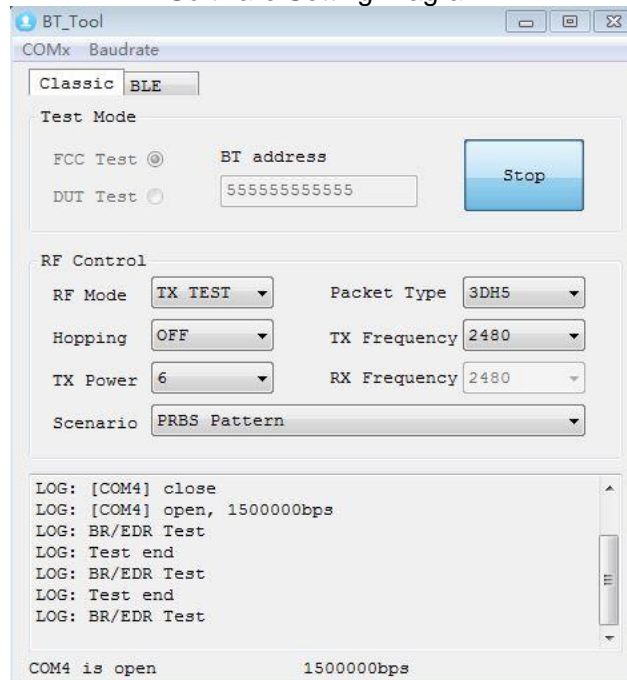 BT_Tool
COMx Baudrate
Classic BLE
Test Mode
FCC Test BT address
DUT Test 555555555555
Stop
RF Control
RF Mode TX TEST Packet Type 3DH5
Hopping OFF TX Frequency 2480
TX Power 6 RX Frequency 2480
Scenario PRBS Pattern
LOG: [COM4] close
LOG: [COM4] open, 1500000bps
LOG: BR/EDR Test
LOG: Test end
LOG: BR/EDR Test
LOG: Test end
LOG: BR/EDR Test
COM4 is open 1500000bps